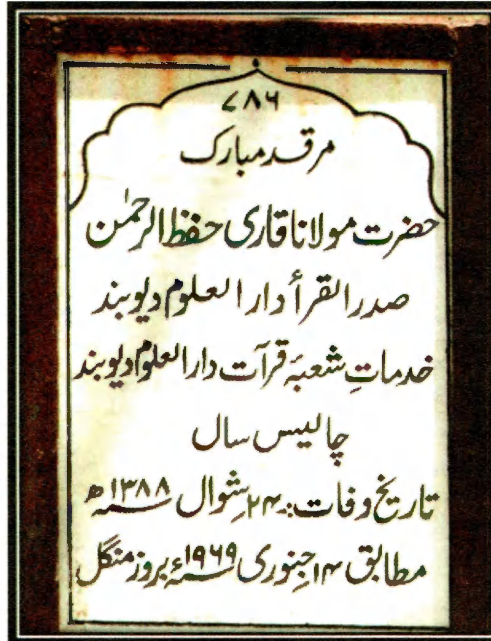 ۷۸۶
مرقد مبارک
حضرت مولانا قاری حفظ الرحمٰن
صدر القرأ دار العلوم دیوبند
خدماتِ شعبۂ قرآت دار العلوم دیوبند
چالیس سال
تاریخ وفات:۔ ۲۴ شوال ۱۳۸۸ھ
مطابق ۱۴ جنوری ۱۹۶۹ء بروز منگل